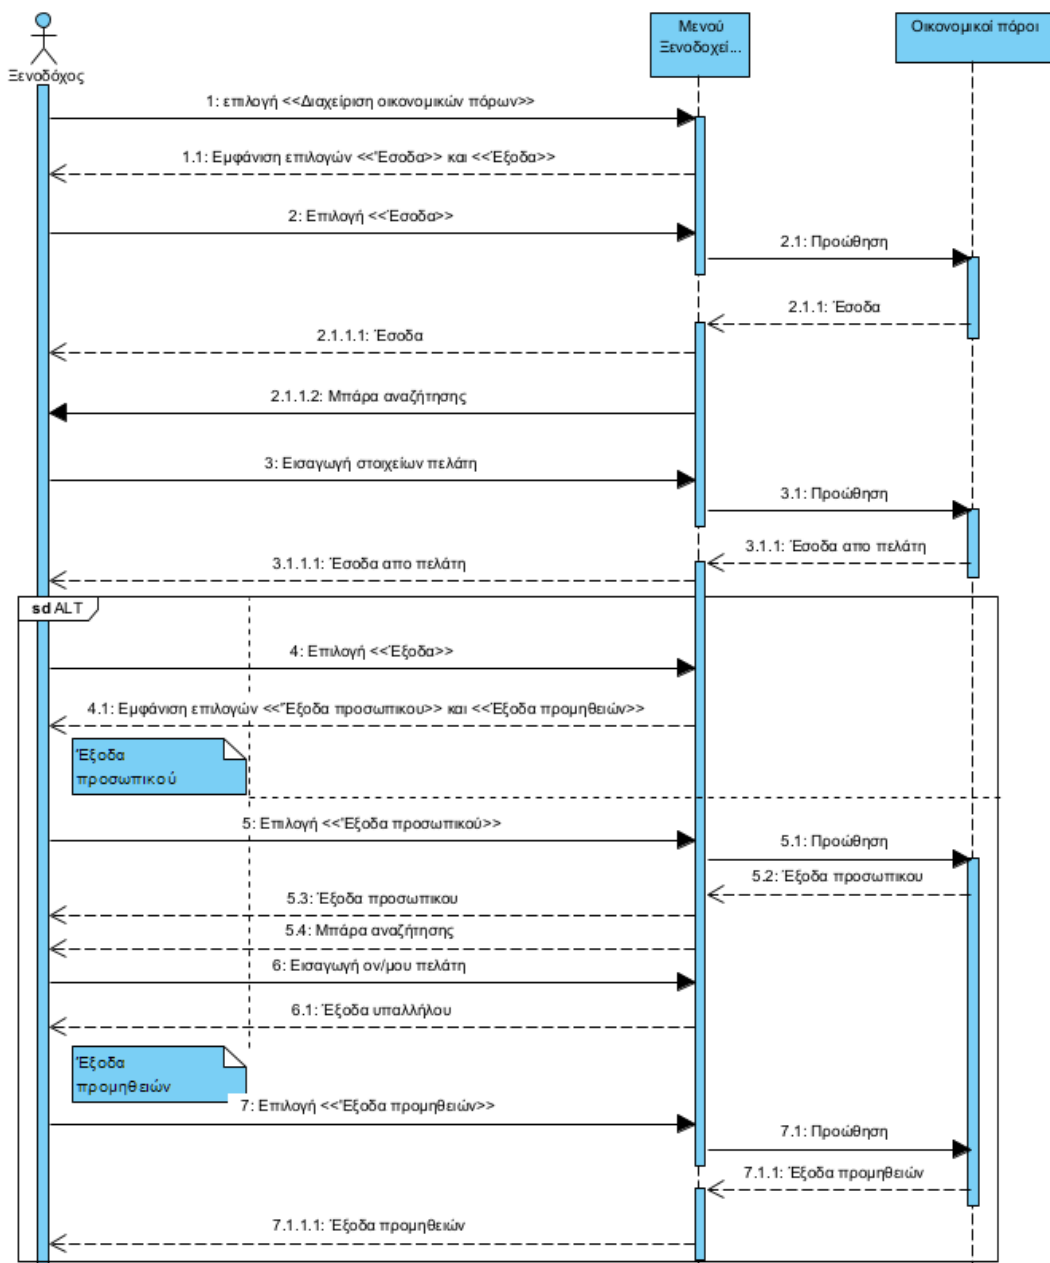 Ξενοδόχος
Μενού
Ξενοδοχεί...
Οικονομικοί πόροι
1: επιλογή <<Διαχείριση οικονομικών πόρων>>
1.1: Εμφάνιση επιλογών <<Έσοδα>> και <<Έξοδα>>
2: Επιλογή <<Έσοδα>>
2.1: Προώθηση
2.1.1: Έσοδα
2.1.1.1: Έσοδα
2.1.1.2: Μπάρα αναζήτησης
3: Εισαγωγή στοιχείων πελάτη
3.1: Προώθηση
3.1.1: Έσοδα απο πελάτη
3.1.1.1: Έσοδα απο πελάτη
sd ALT
4: Επιλογή <<Έξοδα>>
4.1: Εμφάνιση επιλογών <<Έξοδα προσωπικου>> και <<Έξοδα προμηθειών>>
Έξοδα
προσωπικού
5: Επιλογή <<Έξοδα προσωπικού>>
5.1: Προώθηση
5.2: Έξοδα προσωπικου
5.3: Έξοδα προσωπικου
5.4: Μπάρα αναζήτησης
6: Εισαγωγή ον/μου πελάτη
6.1: Έξοδα υπαλλήλου
Έξοδα
προμηθειών
7: Επιλογή <<Έξοδα προμηθειών>>
7.1: Προώθηση
7.1.1: Έξοδα προμηθειών
7.1.1.1: Έξοδα προμηθειών